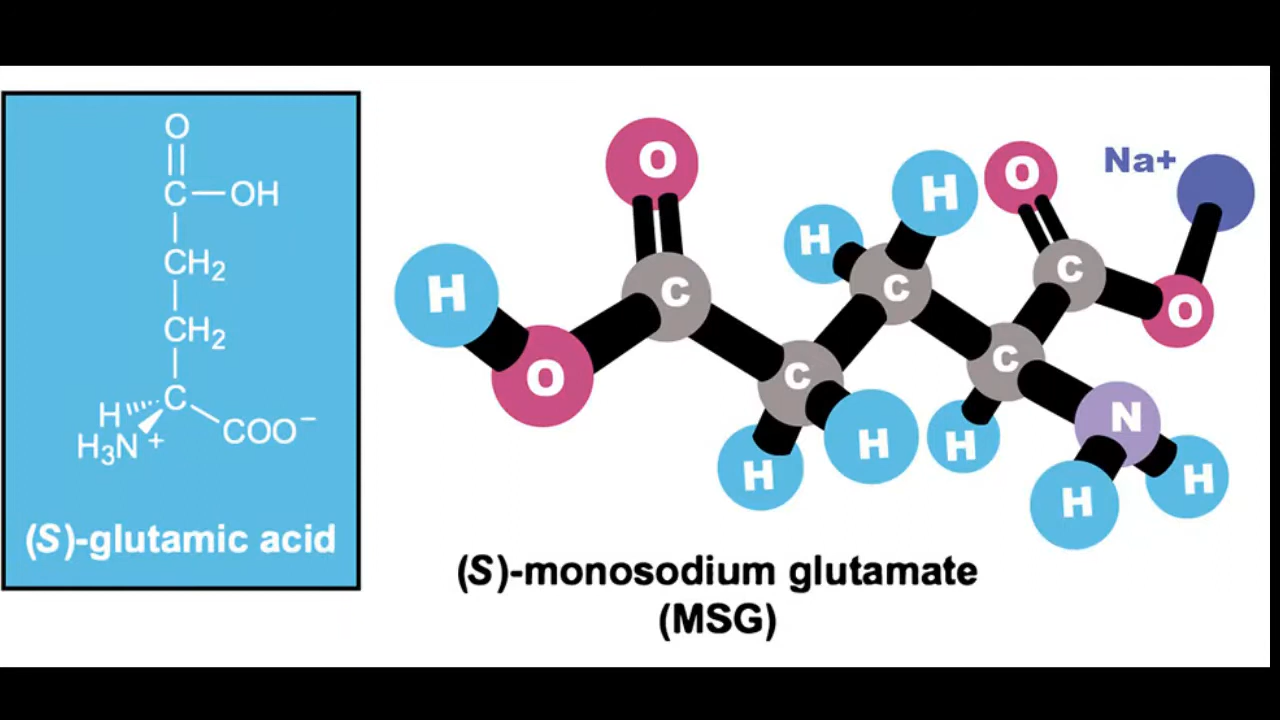 O
C—OH
CH₂
CH₂
H C
H₃N⁺ COO⁻
(S)-glutamic acid
O H O Na+
H H
H C C C O
O C C N
H H H H H
(S)-monosodium glutamate
(MSG)